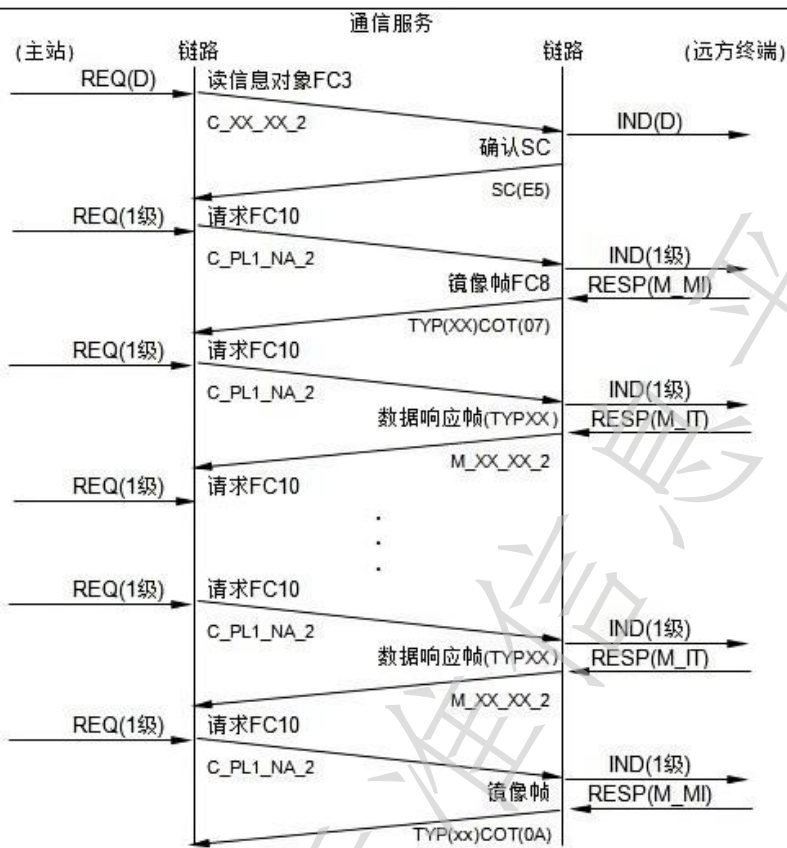 通信服务
(主站) 链路 链路 (远方终端)
REQ(D) 读信息对象FC3
C_XX_XX_2 IND(D)
确认SC
SC(E5)
REQ(1级) 请求FC10
C_PL1_NA_2 IND(1级)
镜像帧FC8 RESP(M_MI)
TYP(XX)COT(07)
REQ(1级) 请求FC10
C_PL1_NA_2 IND(1级)
数据响应帧(TYPXX) RESP(M_IT)
M_XX_XX_2
REQ(1级) 请求FC10
.
.
.
REQ(1级) 请求FC10
C_PL1_NA_2 IND(1级)
数据响应帧(TYPXX) RESP(M_IT)
M_XX_XX_2
REQ(1级) 请求FC10
C_PL1_NA_2 IND(1级)
镜像帧 RESP(M_MI)
TYP(xx)COT(0A)
准信息平